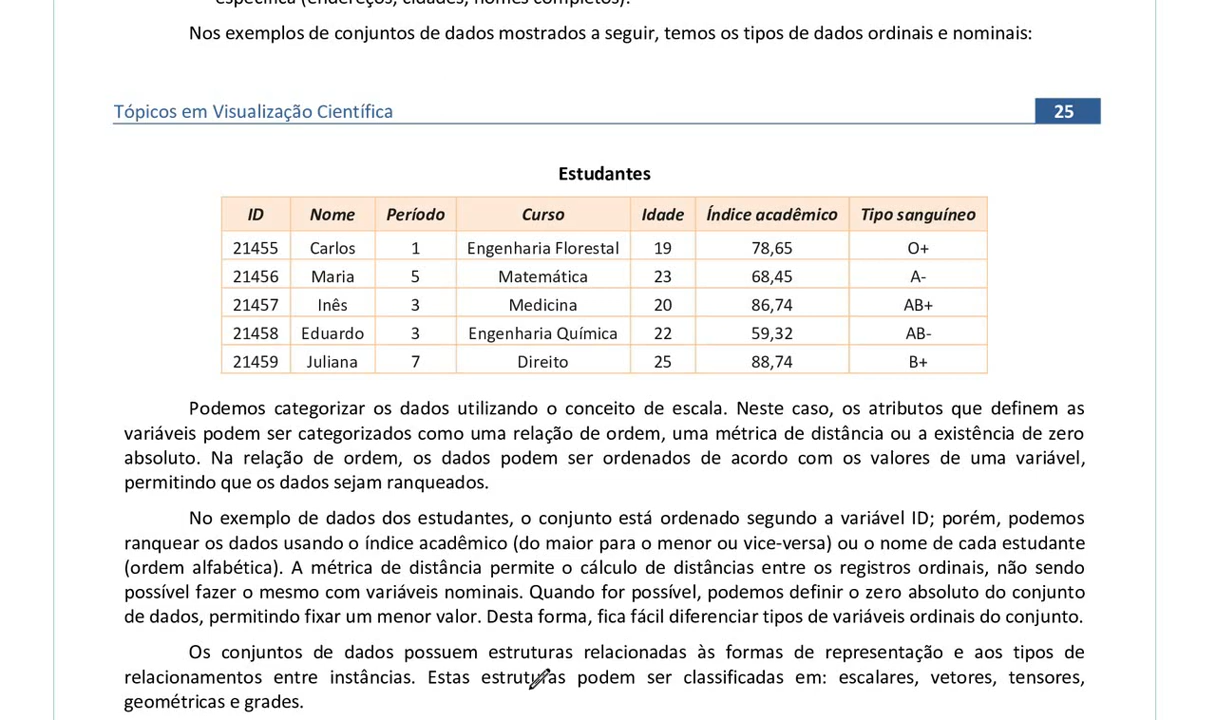 específica (endereços, cidades, nomes completos).
Nos exemplos de conjuntos de dados mostrados a seguir, temos os tipos de dados ordinais e nominais:
Tópicos em Visualização Científica 25
Estudantes
ID Nome Período Curso Idade Índice acadêmico Tipo sanguíneo
21455 Carlos 1 Engenharia Florestal 19 78,65 O+
21456 Maria 5 Matemática 23 68,45 A-
21457 Inês 3 Medicina 20 86,74 AB+
21458 Eduardo 3 Engenharia Química 22 59,32 AB-
21459 Juliana 7 Direito 25 88,74 B+
Podemos categorizar os dados utilizando o conceito de escala. Neste caso, os atributos que definem as
variáveis podem ser categorizados como uma relação de ordem, uma métrica de distância ou a existência de zero
absoluto. Na relação de ordem, os dados podem ser ordenados de acordo com os valores de uma variável,
permitindo que os dados sejam ranqueados.
No exemplo de dados dos estudantes, o conjunto está ordenado segundo a variável ID; porém, podemos
ranquear os dados usando o índice acadêmico (do maior para o menor ou vice-versa) ou o nome de cada estudante
(ordem alfabética). A métrica de distância permite o cálculo de distâncias entre os registros ordinais, não sendo
possível fazer o mesmo com variáveis nominais. Quando for possível, podemos definir o zero absoluto do conjunto
de dados, permitindo fixar um menor valor. Desta forma, fica fácil diferenciar tipos de variáveis ordinais do conjunto.
Os conjuntos de dados possuem estruturas relacionadas às formas de representação e aos tipos de
relacionamentos entre instâncias. Estas estruturas podem ser classificadas em: escalares, vetores, tensores,
geométricas e grades.